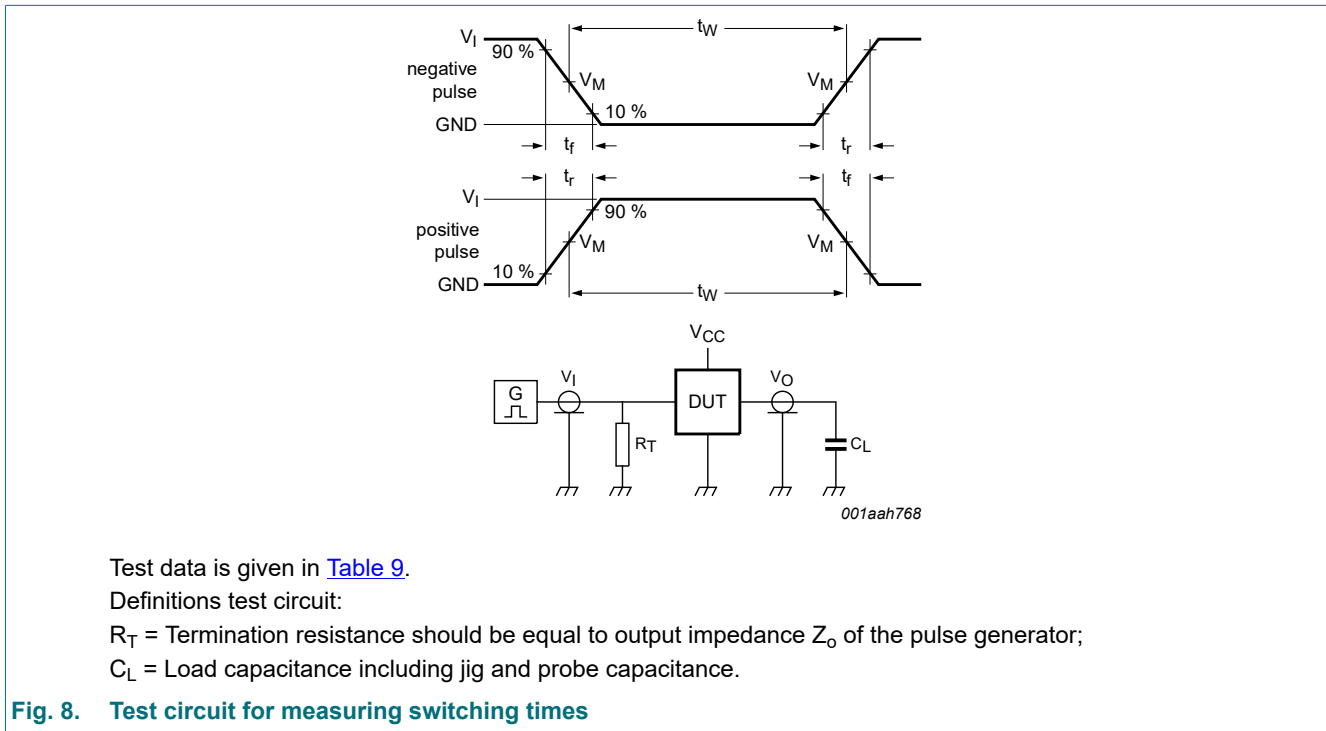 V_I
90 %
t_W
negative
pulse
V_M
V_M
10 %
GND
t_f
t_r
t_r
t_f
V_I
90 %
positive
pulse
V_M
V_M
10 %
GND
t_W
V_CC
G
V_I
DUT
V_O
R_T
C_L
001aah768
Test data is given in Table 9.
Definitions test circuit:
R_T = Termination resistance should be equal to output impedance Z_o of the pulse generator;
C_L = Load capacitance including jig and probe capacitance.
Fig. 8. Test circuit for measuring switching times